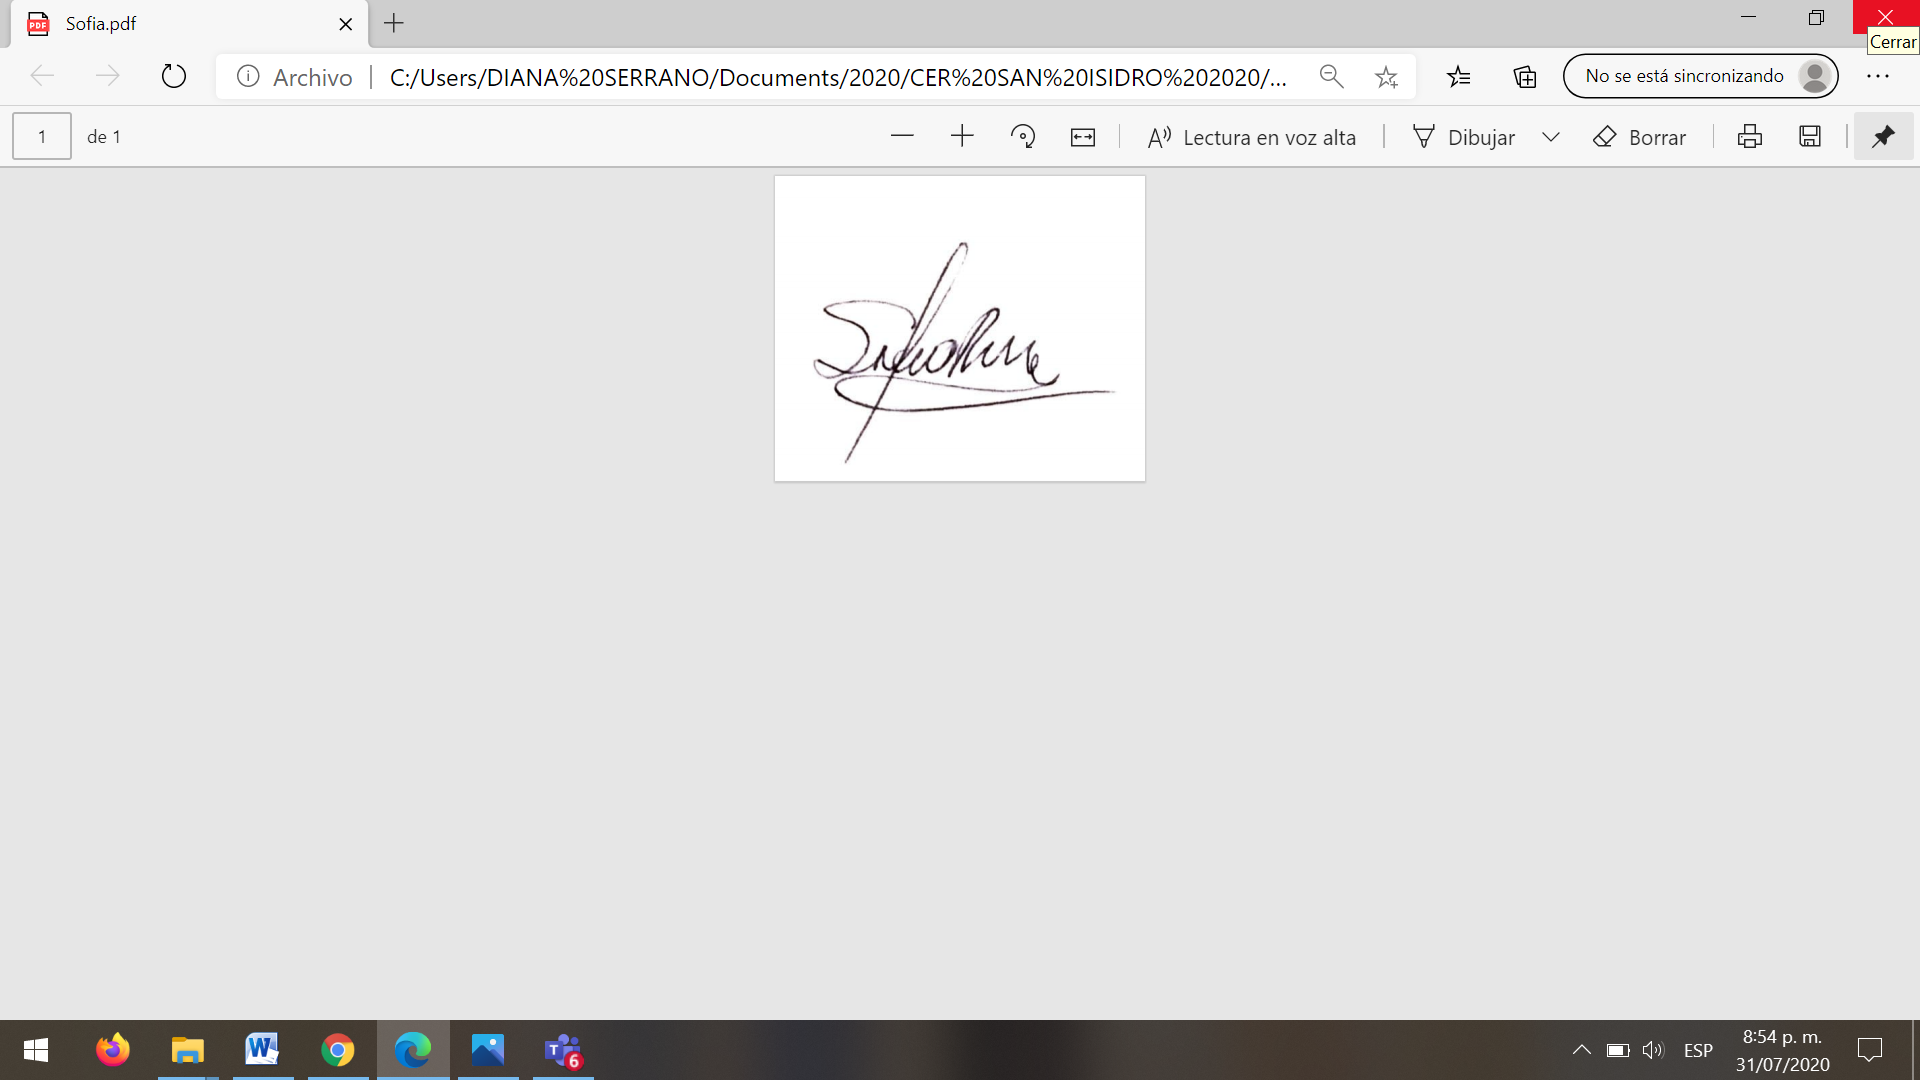 Sofia.pdf
Cerrar
Archivo
C:/Users/DIANA%20SERRANO/Documents/2020/CER%20SAN%20ISIDRO%202020/...
No se está sincronizando
1 de 1
Lectura en voz alta
Dibujar
Borrar
ESP
8:54 p. m.
31/07/2020
6